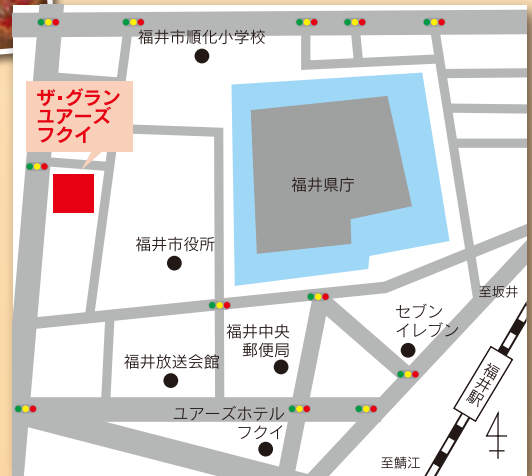 福井市順化小学校
ザ・グラン
ユアーズ
フクイ
福井県庁
福井市役所
至坂井
セブン
イレブン
福井中央
郵便局
福井放送会館
福井駅
ユアーズホテル
フクイ
至鯖江